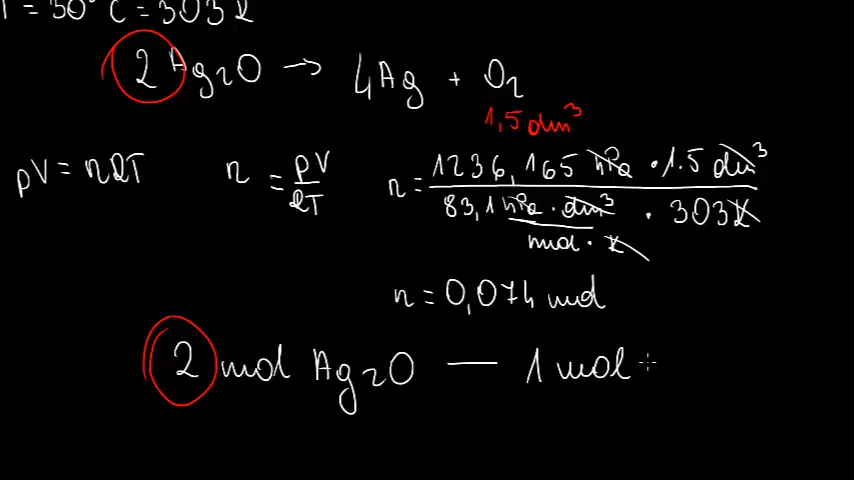 T = 30°C = 303 K
2 Ag2O → 4Ag + O2
1,5 dm³
pV = nRT n = pV/RT n = 1236,165 hPa · 1.5 dm³ / 83,1 hPa · dm³/mol · K · 303K
n = 0,074 mol
2 mol Ag2O — 1 mol